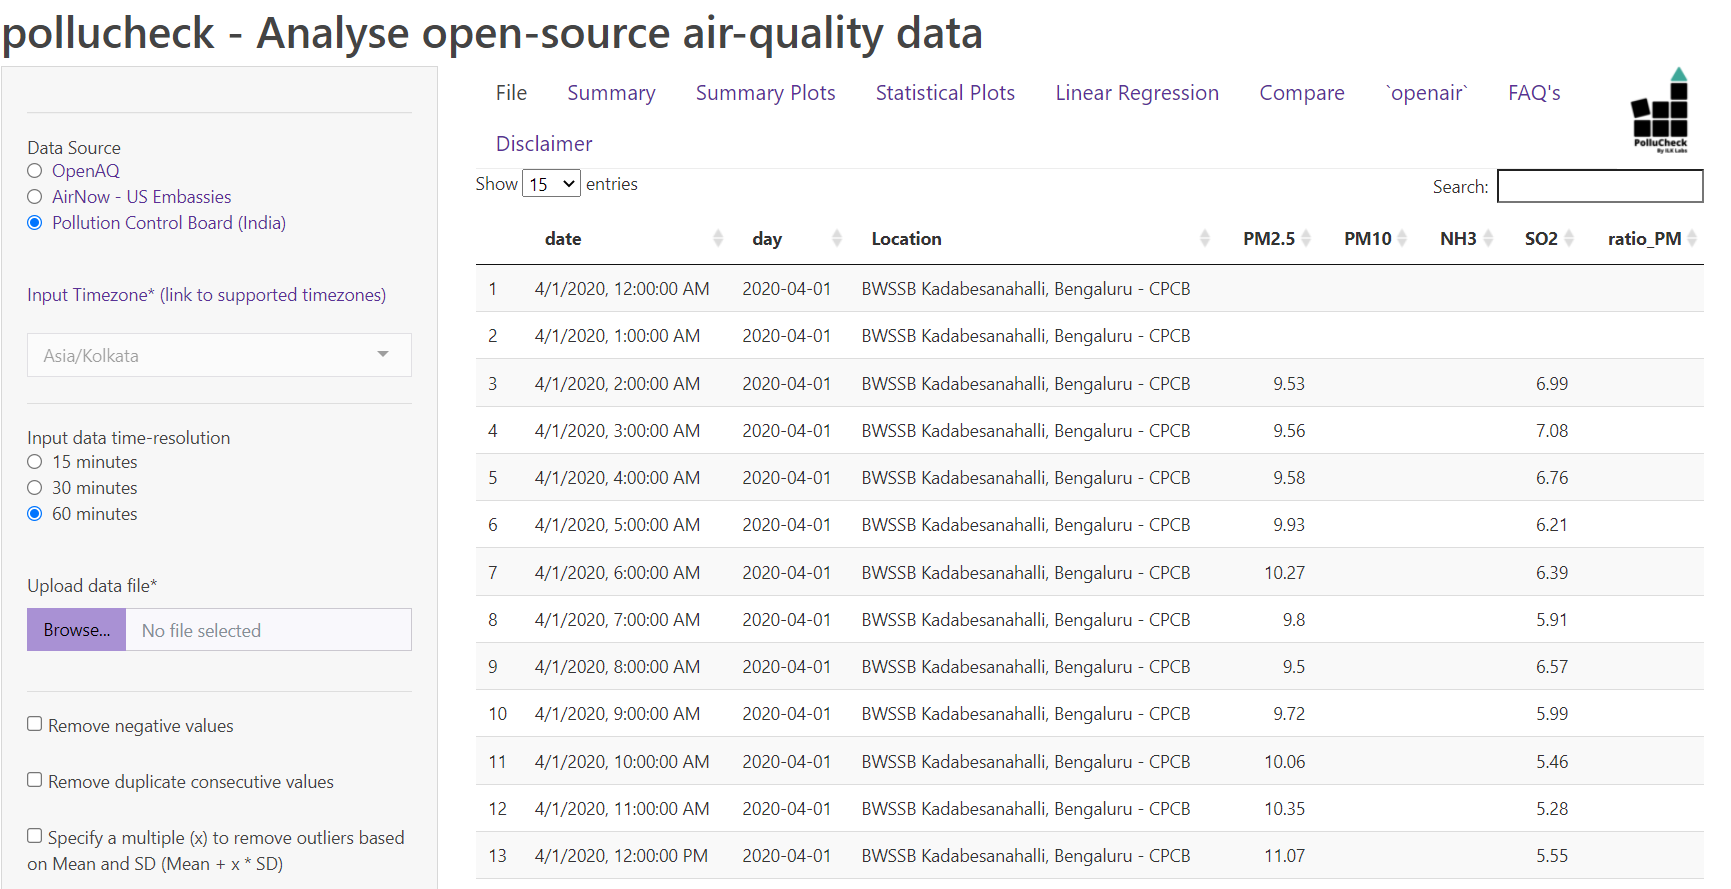 pollucheck - Analyse open-source air-quality data
Data Source
OpenAQ
AirNow - US Embassies
Pollution Control Board (India)
Input Timezone* (link to supported timezones)
Asia/Kolkata
Input data time-resolution
15 minutes
30 minutes
60 minutes
Upload data file*
Browse... No file selected
Remove negative values
Remove duplicate consecutive values
Specify a multiple (x) to remove outliers based
on Mean and SD (Mean + x * SD)
File Summary Summary Plots Statistical Plots Linear Regression Compare `openair` FAQ's
Disclaimer
PolluCheck
By ILK Labs
Show 15 entries
Search:
date day Location PM2.5 PM10 NH3 SO2 ratio_PM
1 4/1/2020, 12:00:00 AM 2020-04-01 BWSSB Kadabesanahalli, Bengaluru - CPCB
2 4/1/2020, 1:00:00 AM 2020-04-01 BWSSB Kadabesanahalli, Bengaluru - CPCB
3 4/1/2020, 2:00:00 AM 2020-04-01 BWSSB Kadabesanahalli, Bengaluru - CPCB 9.53 6.99
4 4/1/2020, 3:00:00 AM 2020-04-01 BWSSB Kadabesanahalli, Bengaluru - CPCB 9.56 7.08
5 4/1/2020, 4:00:00 AM 2020-04-01 BWSSB Kadabesanahalli, Bengaluru - CPCB 9.58 6.76
6 4/1/2020, 5:00:00 AM 2020-04-01 BWSSB Kadabesanahalli, Bengaluru - CPCB 9.93 6.21
7 4/1/2020, 6:00:00 AM 2020-04-01 BWSSB Kadabesanahalli, Bengaluru - CPCB 10.27 6.39
8 4/1/2020, 7:00:00 AM 2020-04-01 BWSSB Kadabesanahalli, Bengaluru - CPCB 9.8 5.91
9 4/1/2020, 8:00:00 AM 2020-04-01 BWSSB Kadabesanahalli, Bengaluru - CPCB 9.5 6.57
10 4/1/2020, 9:00:00 AM 2020-04-01 BWSSB Kadabesanahalli, Bengaluru - CPCB 9.72 5.99
11 4/1/2020, 10:00:00 AM 2020-04-01 BWSSB Kadabesanahalli, Bengaluru - CPCB 10.06 5.46
12 4/1/2020, 11:00:00 AM 2020-04-01 BWSSB Kadabesanahalli, Bengaluru - CPCB 10.35 5.28
13 4/1/2020, 12:00:00 PM 2020-04-01 BWSSB Kadabesanahalli, Bengaluru - CPCB 11.07 5.55